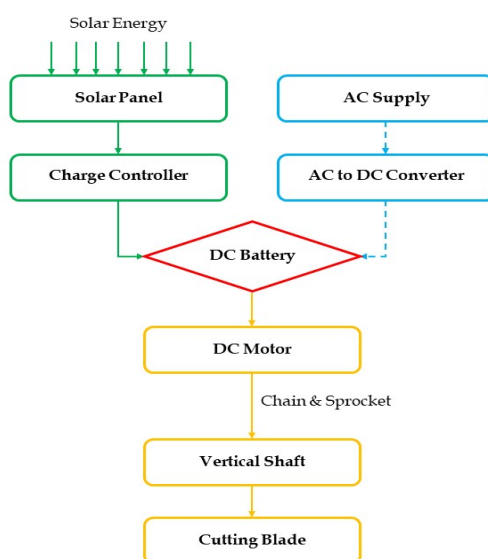 Solar Energy
Solar Panel
AC Supply
Charge Controller
AC to DC Converter
DC Battery
DC Motor
Chain & Sprocket
Vertical Shaft
Cutting Blade